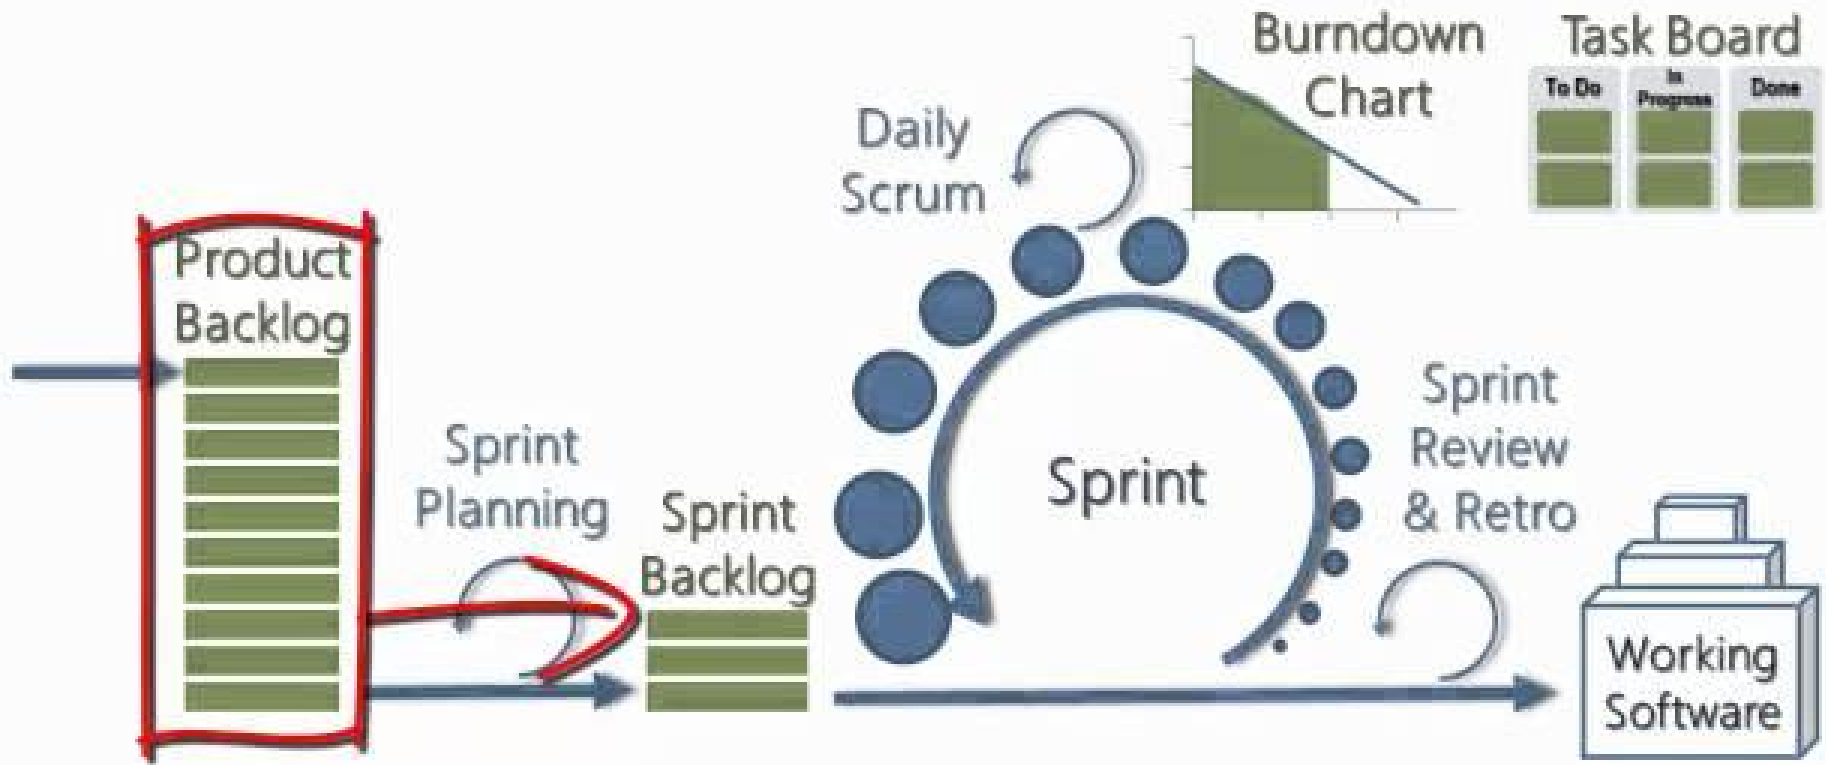 Product
Backlog
Sprint
Planning
Sprint
Backlog
Daily
Scrum
Sprint
Burndown
Chart
Task Board
To Do
In
Progress
Done
Sprint
Review
& Retro
Working
Software